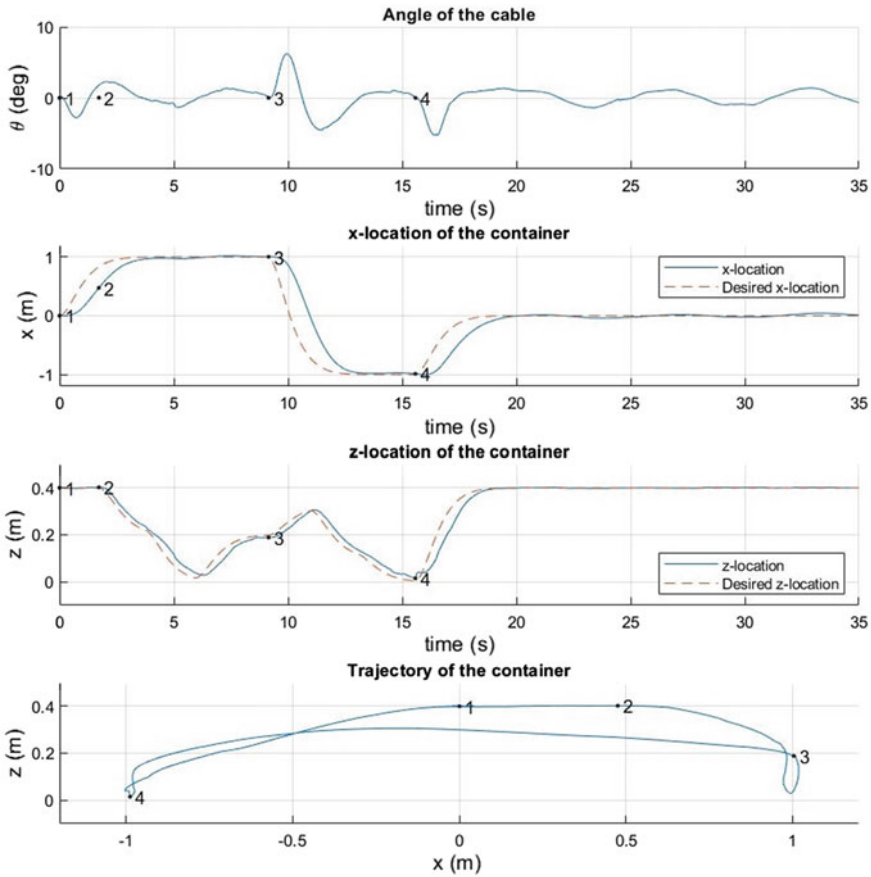 Angle of the cable
10
0
-10
θ (deg)
1
2
3
4
0 5 10 15 20 25 30 35
time (s)
x-location of the container
1
0
-1
x (m)
1
2
3
4
x-location
Desired x-location
0 5 10 15 20 25 30 35
time (s)
z-location of the container
0.4
0.2
0
z (m)
1
2
3
4
z-location
Desired z-location
0 5 10 15 20 25 30 35
time (s)
Trajectory of the container
0.4
0.2
0
z (m)
1
2
3
4
-1 -0.5 0 0.5 1
x (m)